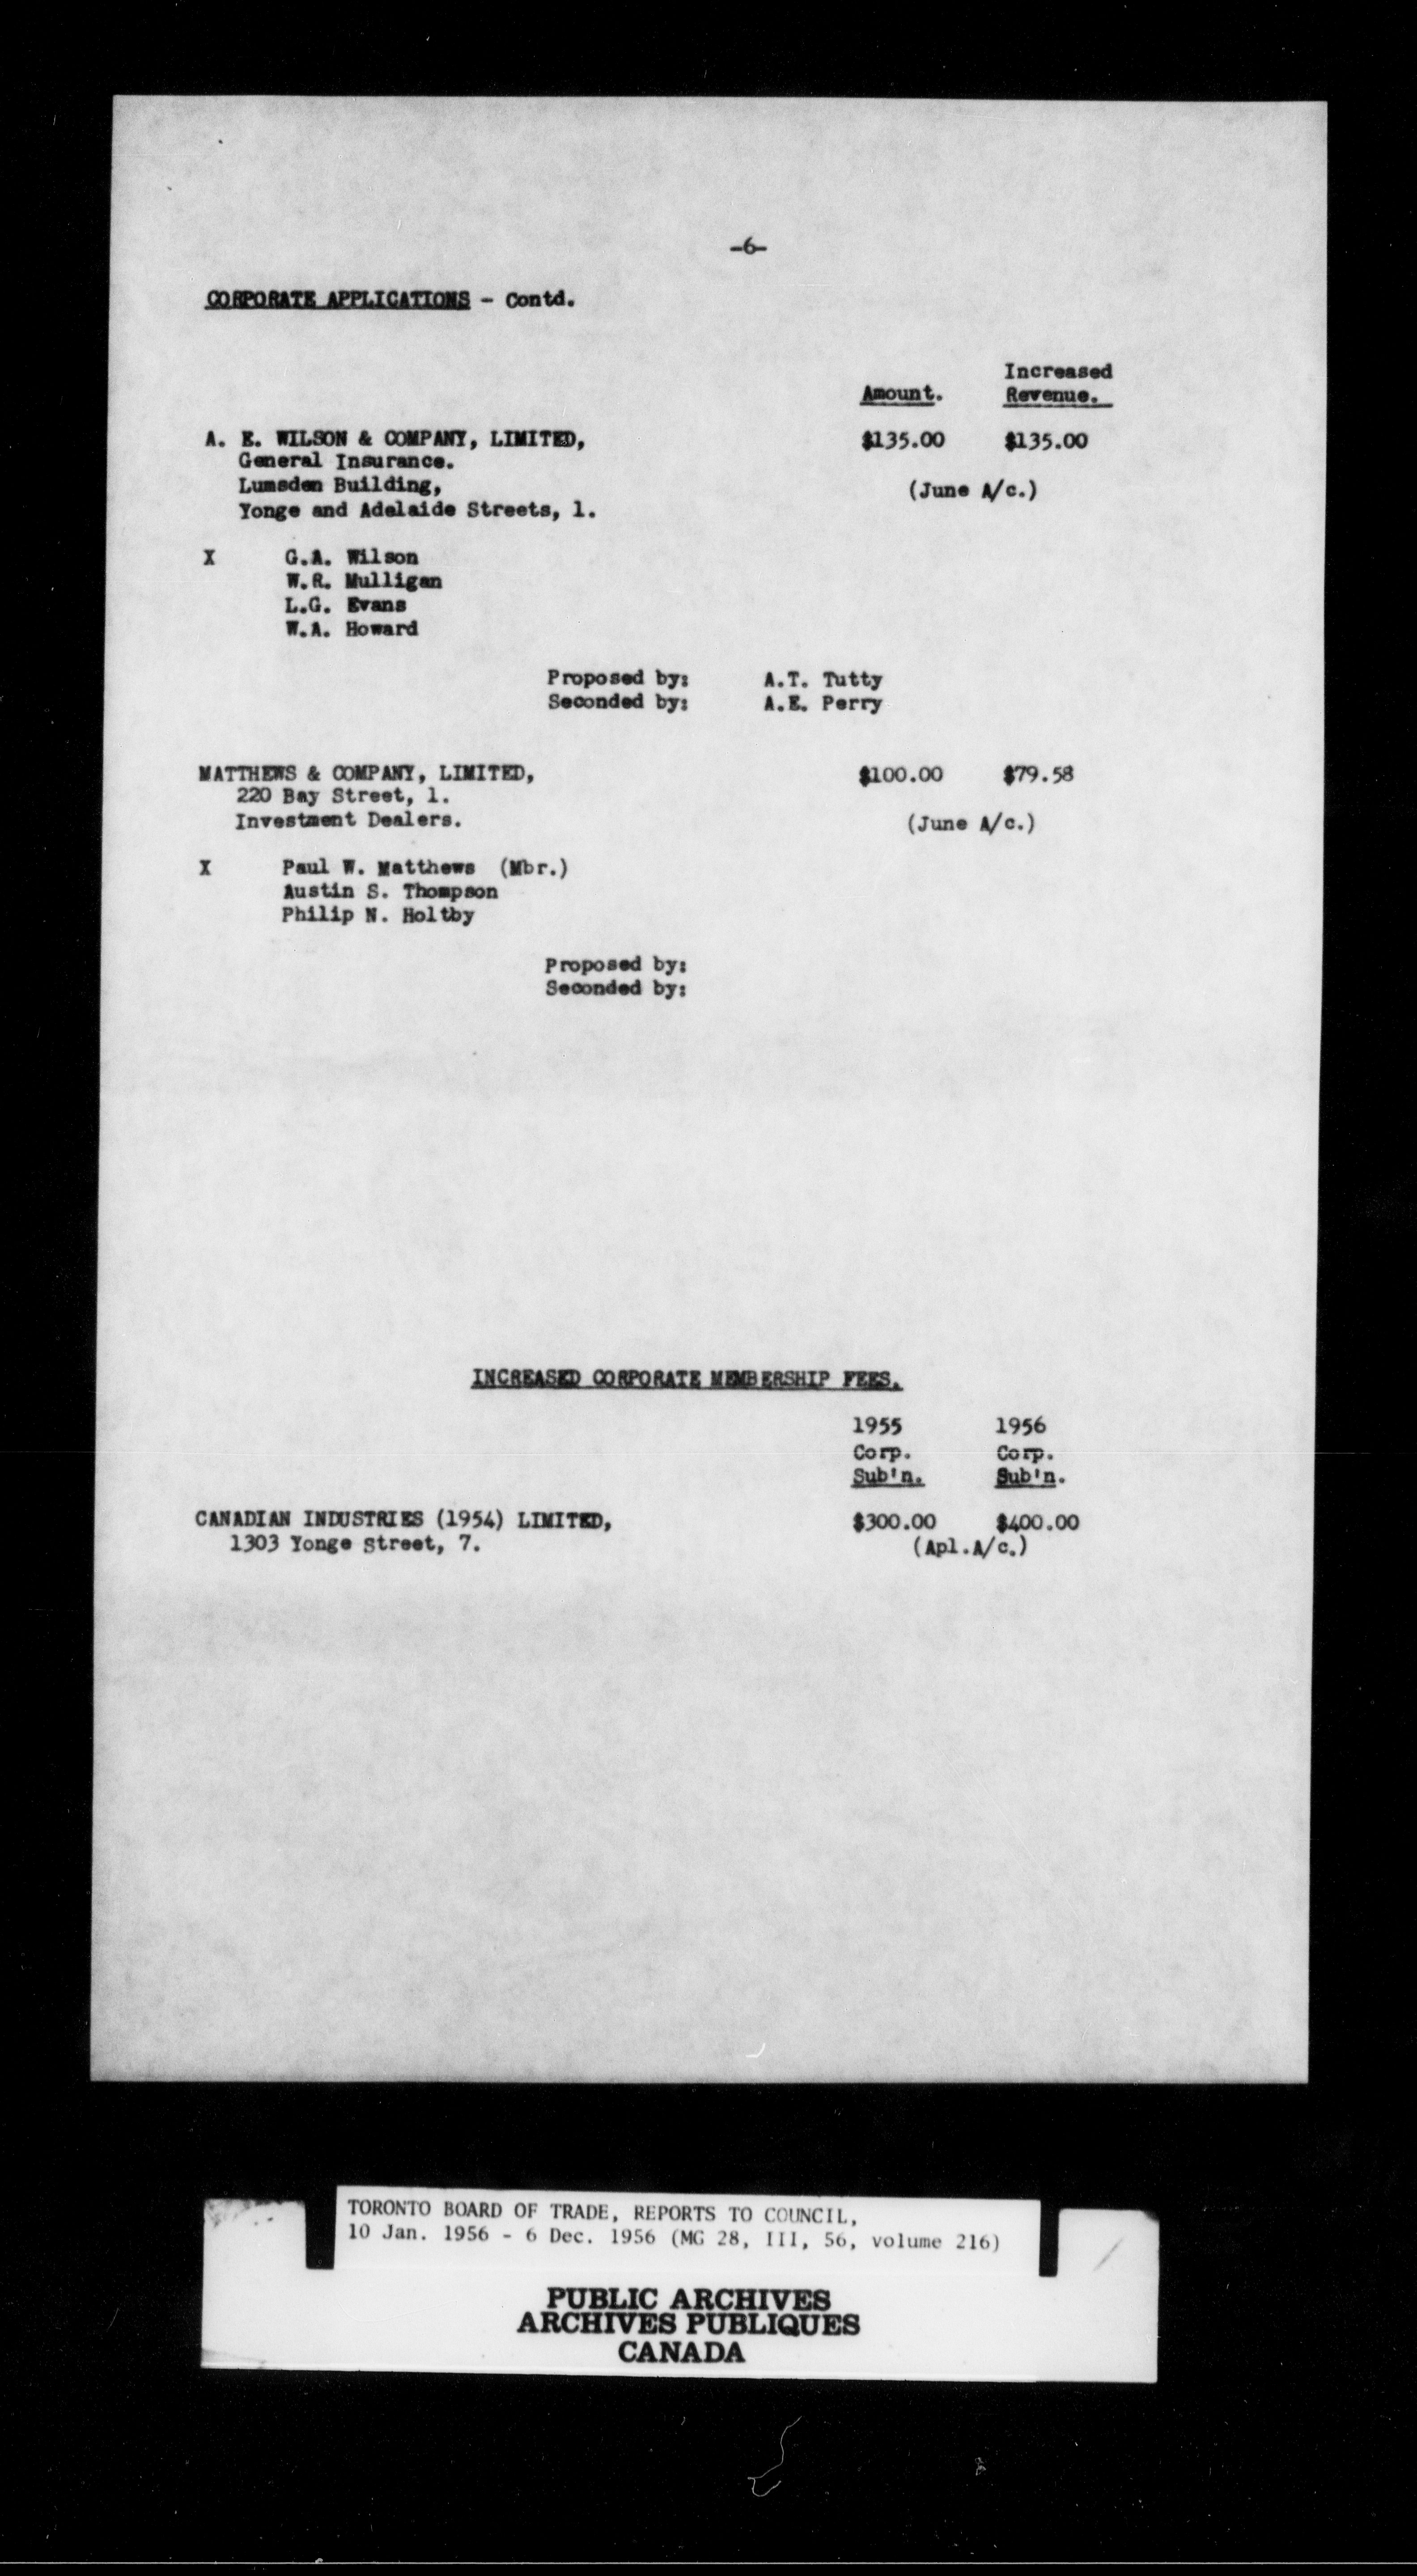 -6-
CORPORATE APPLICATIONS - Contd.
Increased
Amount. Revenue.
A. E. WILSON & COMPANY, LIMITED, $135.00 $135.00
General Insurance.
Lumsden Building, (June A/c.)
Yonge and Adelaide Streets, 1.
X G.A. Wilson
W.R. Mulligan
L.G. Evans
W.A. Howard
Proposed by: A.T. Tutty
Seconded by: A.E. Perry
MATTHEWS & COMPANY, LIMITED, $100.00 $79.58
220 Bay Street, 1.
Investment Dealers. (June A/c.)
X Paul W. Matthews (Mbr.)
Austin S. Thompson
Philip N. Holtby
Proposed by:
Seconded by:
INCREASED CORPORATE MEMBERSHIP FEES.
1955 1956
Corp. Corp.
Sub'n. Sub'n.
CANADIAN INDUSTRIES (1954) LIMITED, $300.00 $400.00
1303 Yonge Street, 7. (Apl.A/c.)
TORONTO BOARD OF TRADE, REPORTS TO COUNCIL,
10 Jan. 1956 - 6 Dec. 1956 (MG 28, III, 56, volume 216)
PUBLIC ARCHIVES
ARCHIVES PUBLIQUES
CANADA